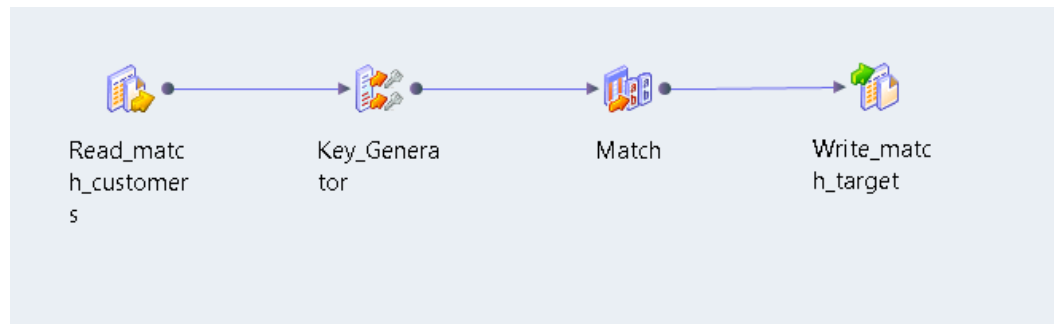 Read_matc
h_customer
s
Key_Genera
tor
Match
Write_matc
h_target